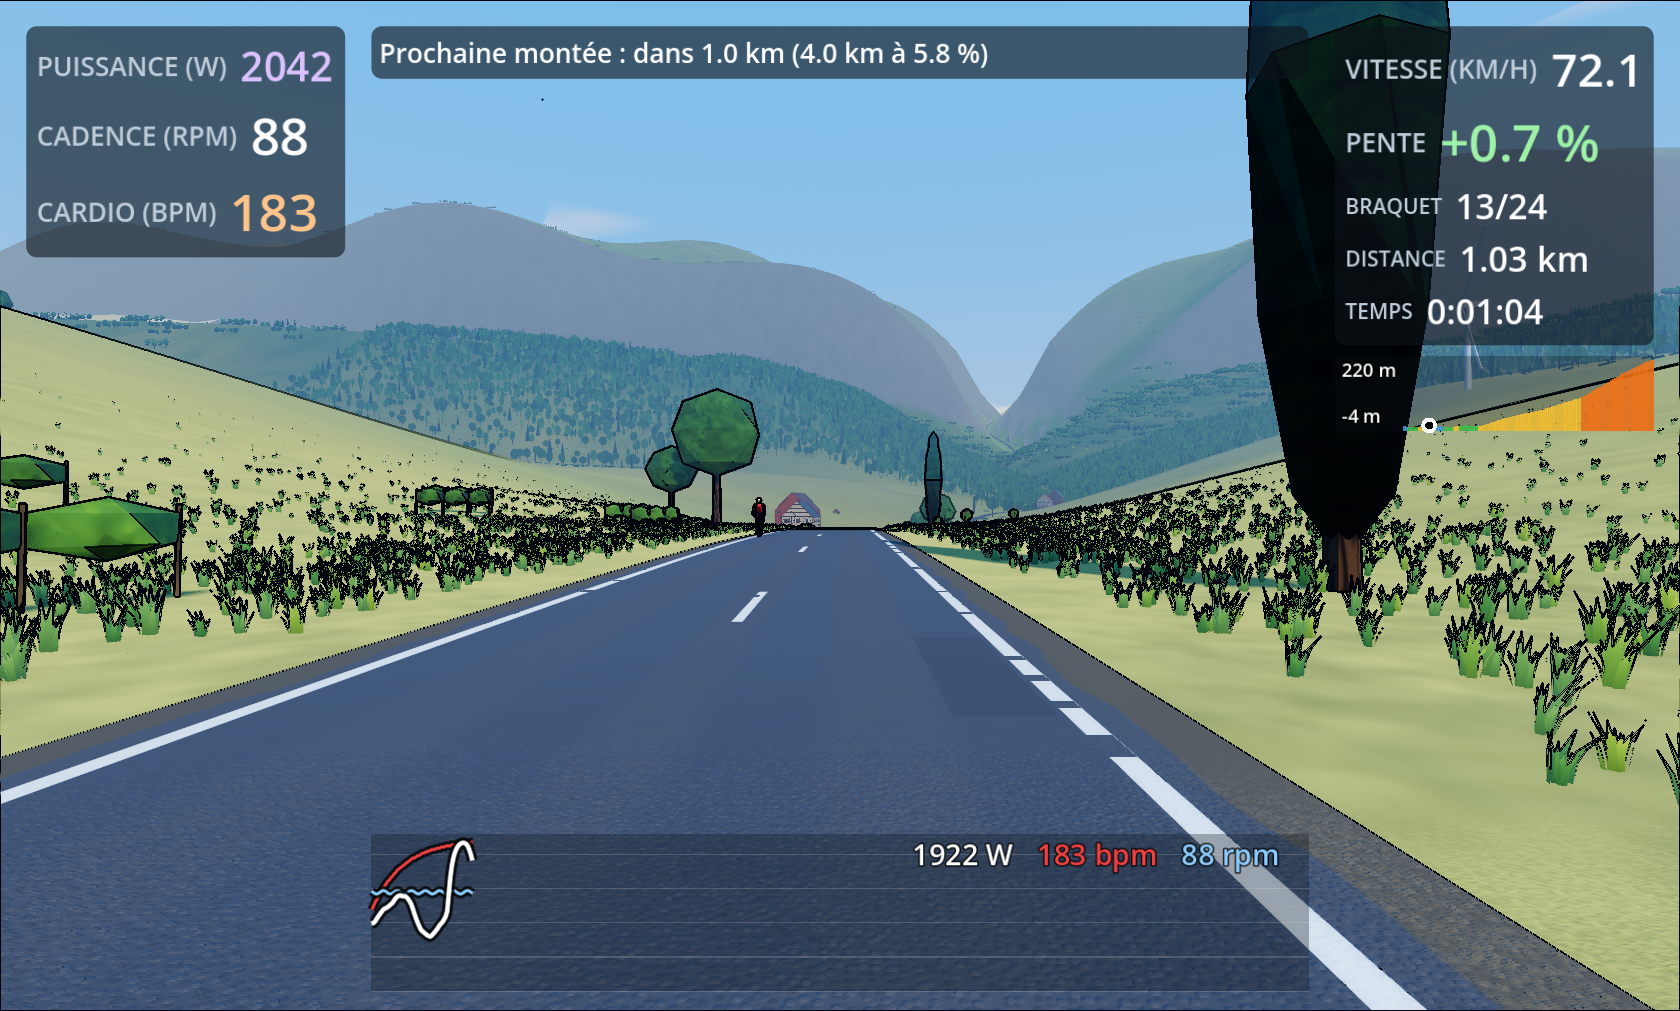 PUISSANCE (W) 2042
CADENCE (RPM) 88
CARDIO (BPM) 183
Prochaine montée : dans 1.0 km (4.0 km à 5.8 %)
VITESSE (KM/H) 72.1
PENTE +0.7 %
BRAQUET 13/24
DISTANCE 1.03 km
TEMPS 0:01:04
220 m
-4 m
1922 W 183 bpm 88 rpm